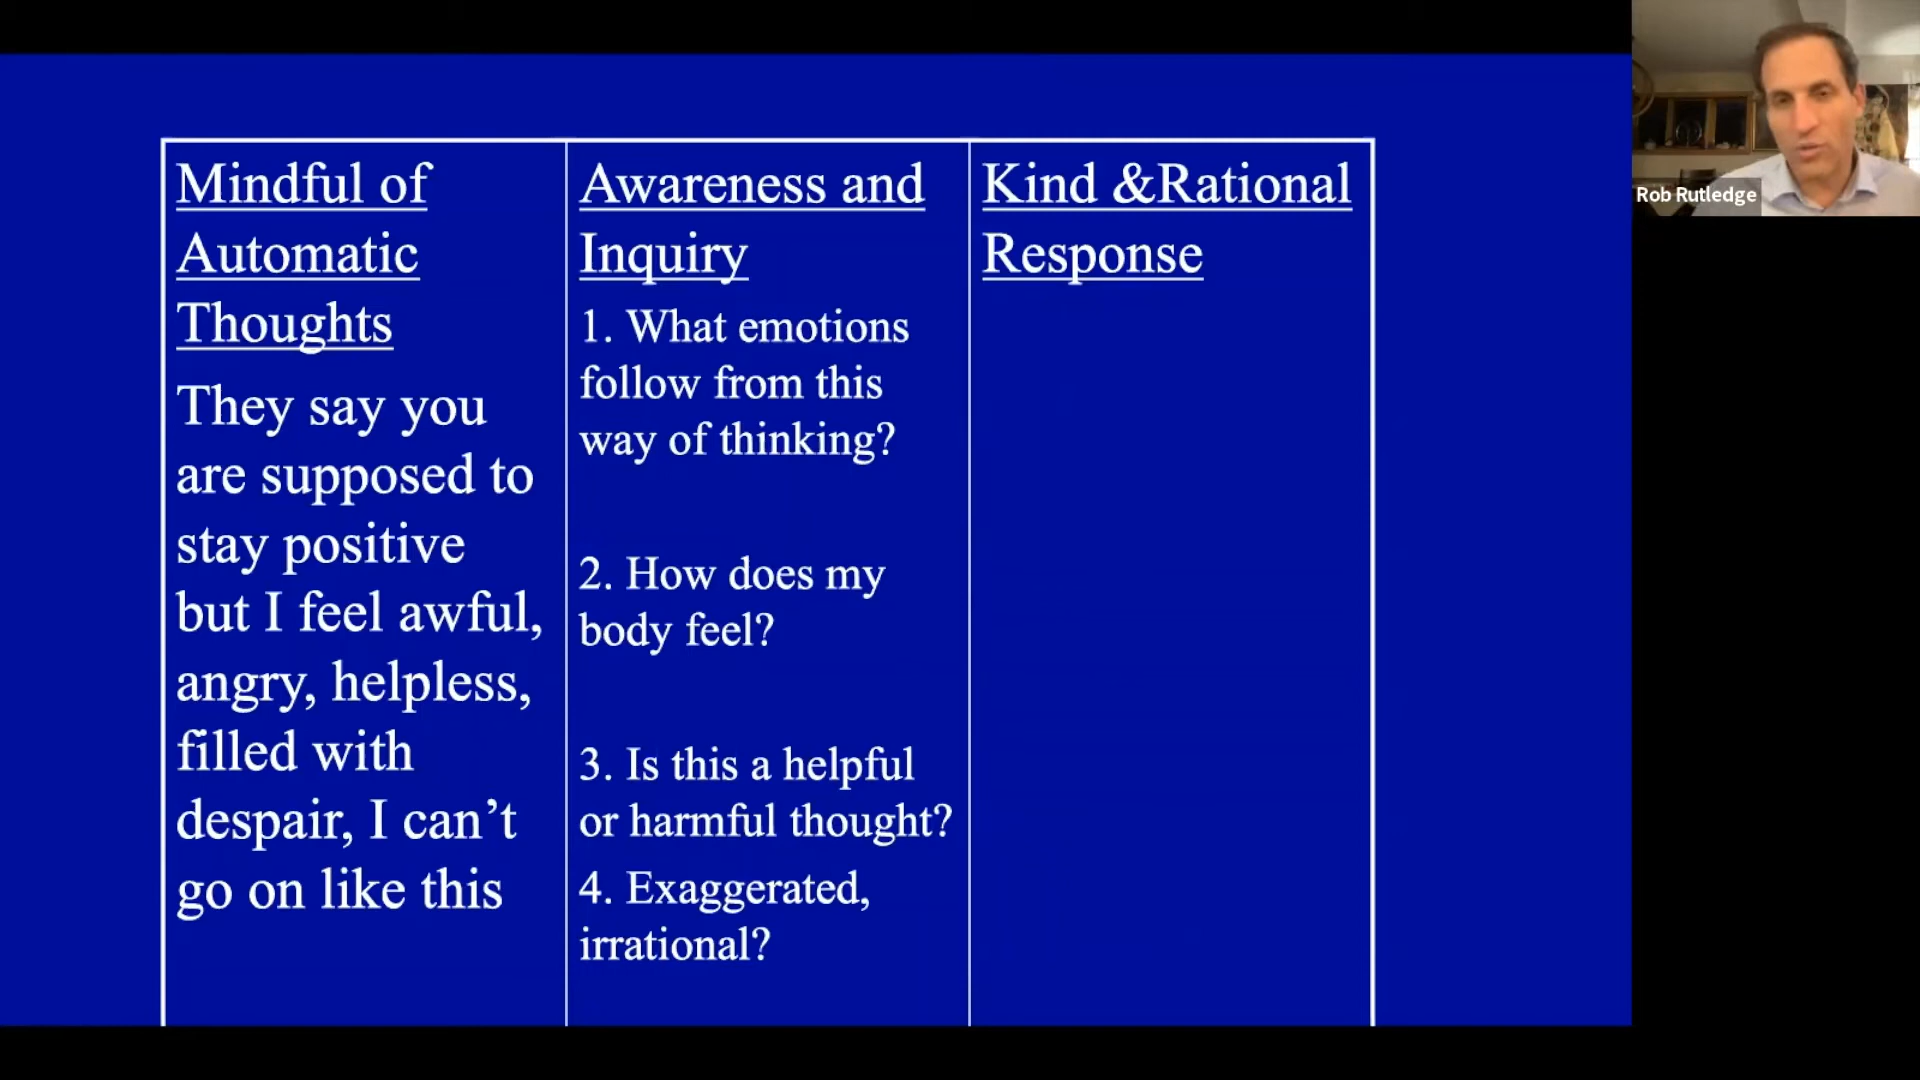 Mindful of
Automatic
Thoughts
They say you
are supposed to
stay positive
but I feel awful,
angry, helpless,
filled with
despair, I can’t
go on like this
Awareness and
Inquiry
1. What emotions
follow from this
way of thinking?
2. How does my
body feel?
3. Is this a helpful
or harmful thought?
4. Exaggerated,
irrational?
Kind &Rational
Response
Rob Rutledge